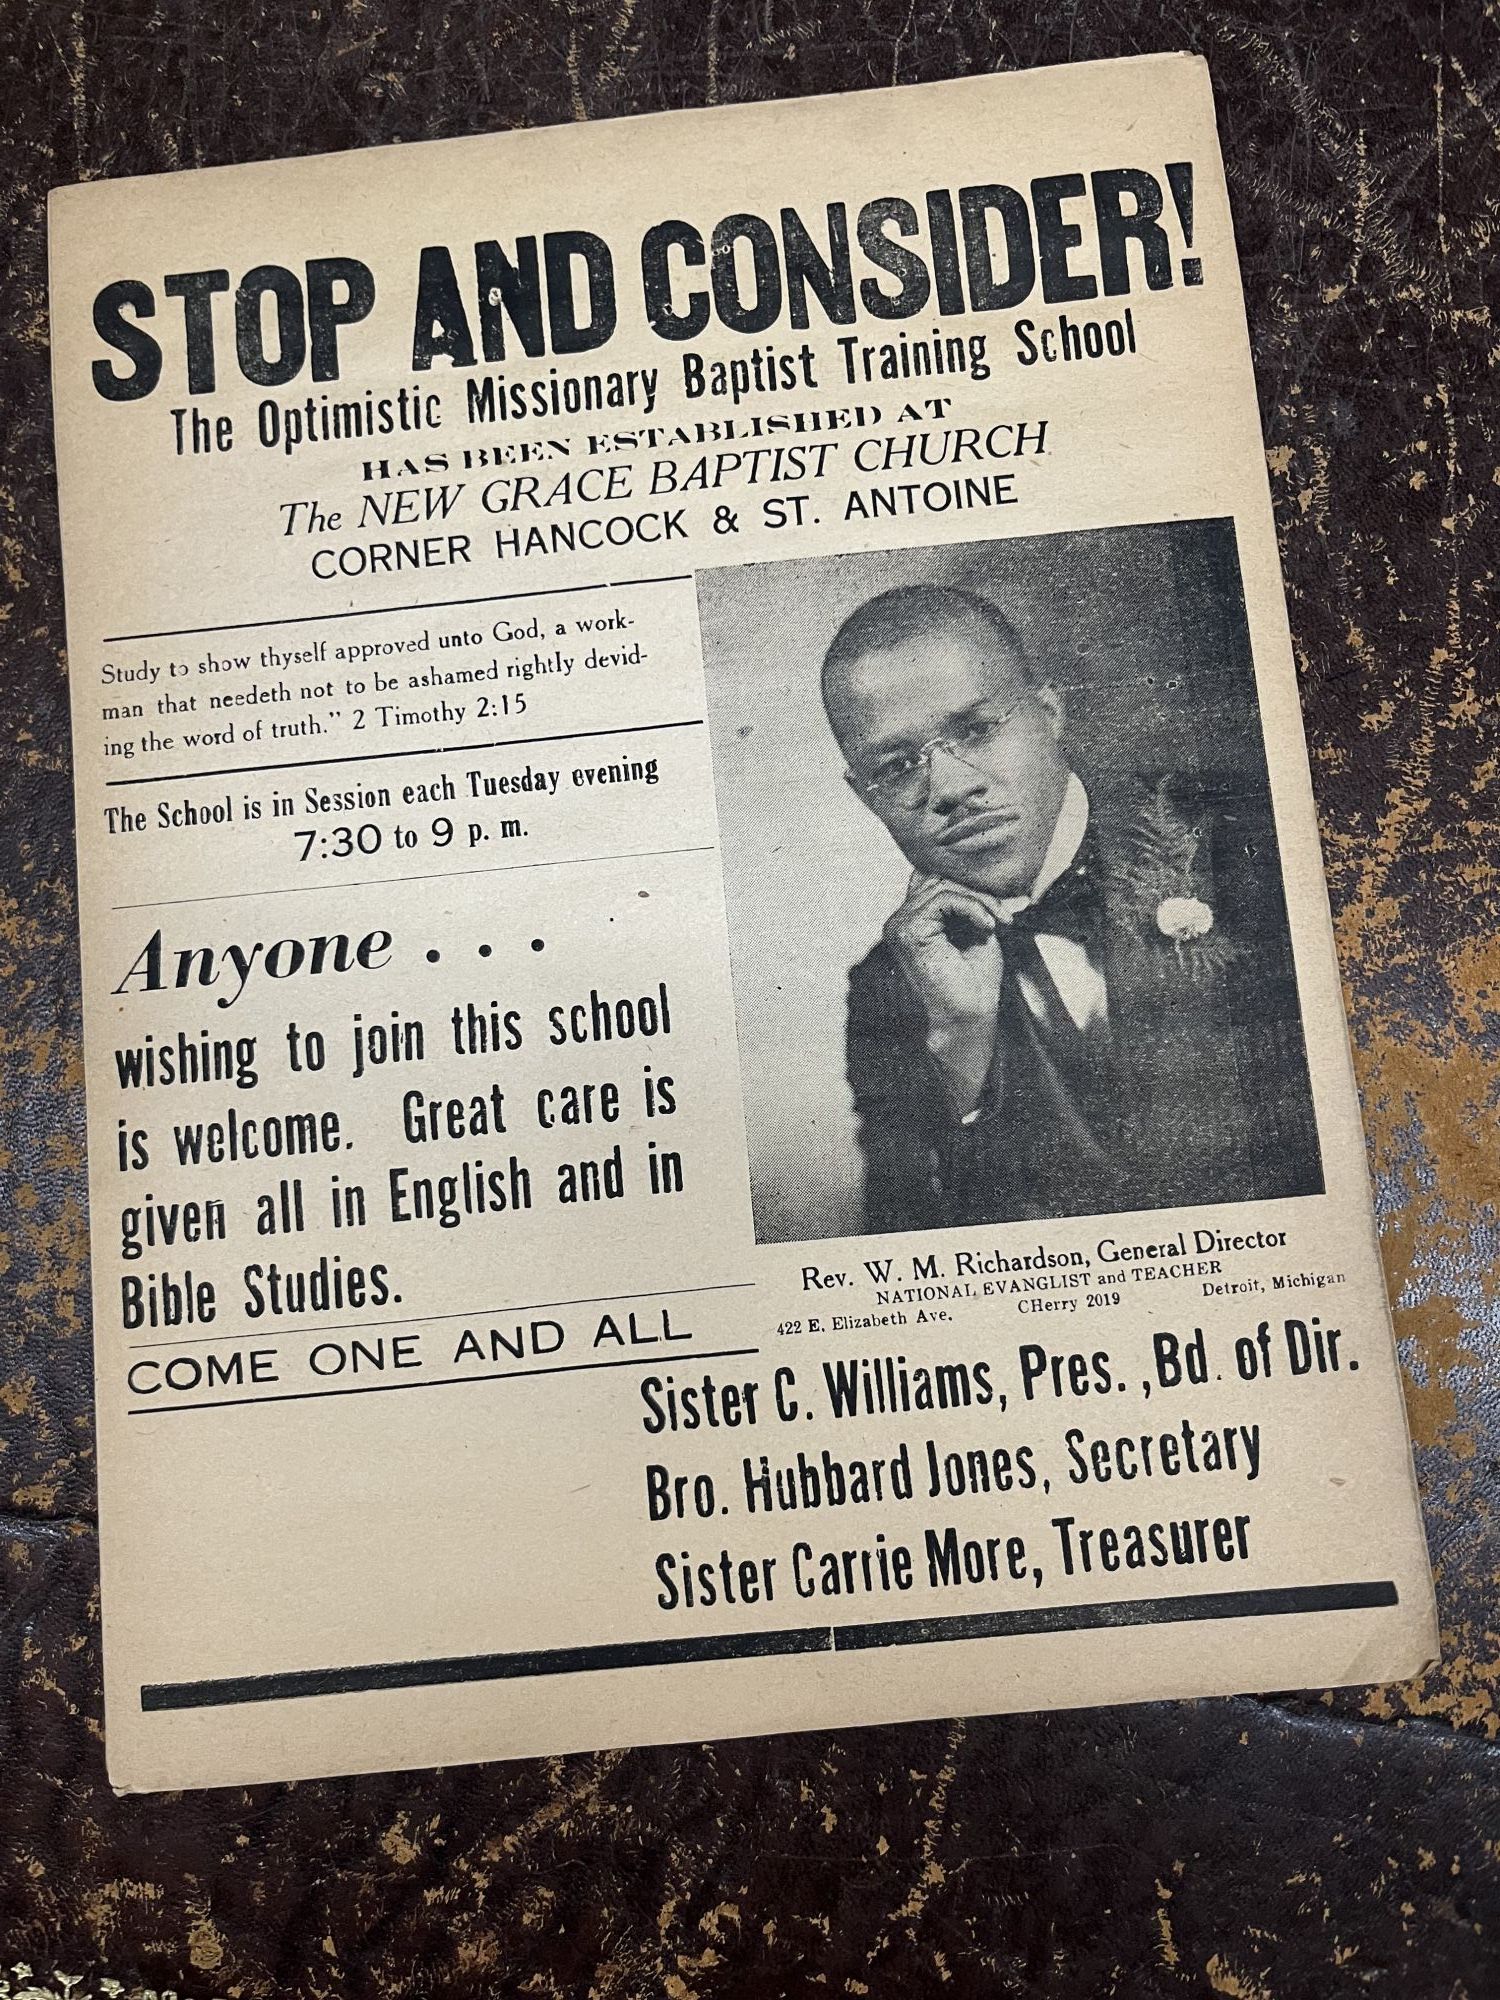 STOP AND CONSIDER!
The Optimistic Missionary Baptist Training School
HAS BEEN ESTABLISHED AT
The NEW GRACE BAPTIST CHURCH
CORNER HANCOCK & ST. ANTOINE
Study to show thyself approved unto God, a work-
man that needeth not to be ashamed rightly devid-
ing the word of truth." 2 Timothy 2:15
The School is in Session each Tuesday evening
7:30 to 9 p. m.
Anyone . . .
wishing to join this school
is welcome. Great care is
given all in English and in
Bible Studies.
COME ONE AND ALL
Rev. W. M. Richardson, General Director
NATIONAL EVANGLIST and TEACHER
422 E. Elizabeth Ave. CHerry 2019 Detroit, Michigan
Sister C. Williams, Pres. ,Bd. of Dir.
Bro. Hubbard Jones, Secretary
Sister Carrie More, Treasurer